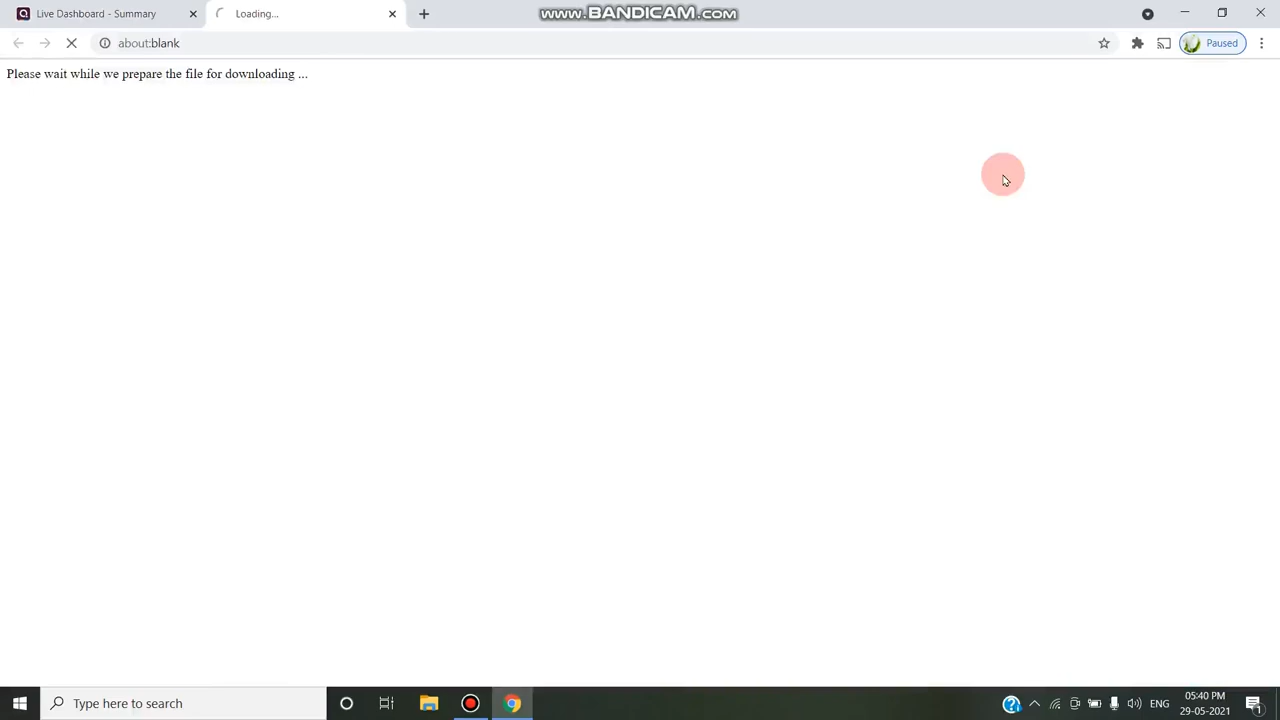 Live Dashboard - Summary
Loading...
www.BANDICAM.com
about:blank
Paused
Please wait while we prepare the file for downloading ...
Type here to search
ENG
05:40 PM
29-05-2021
1